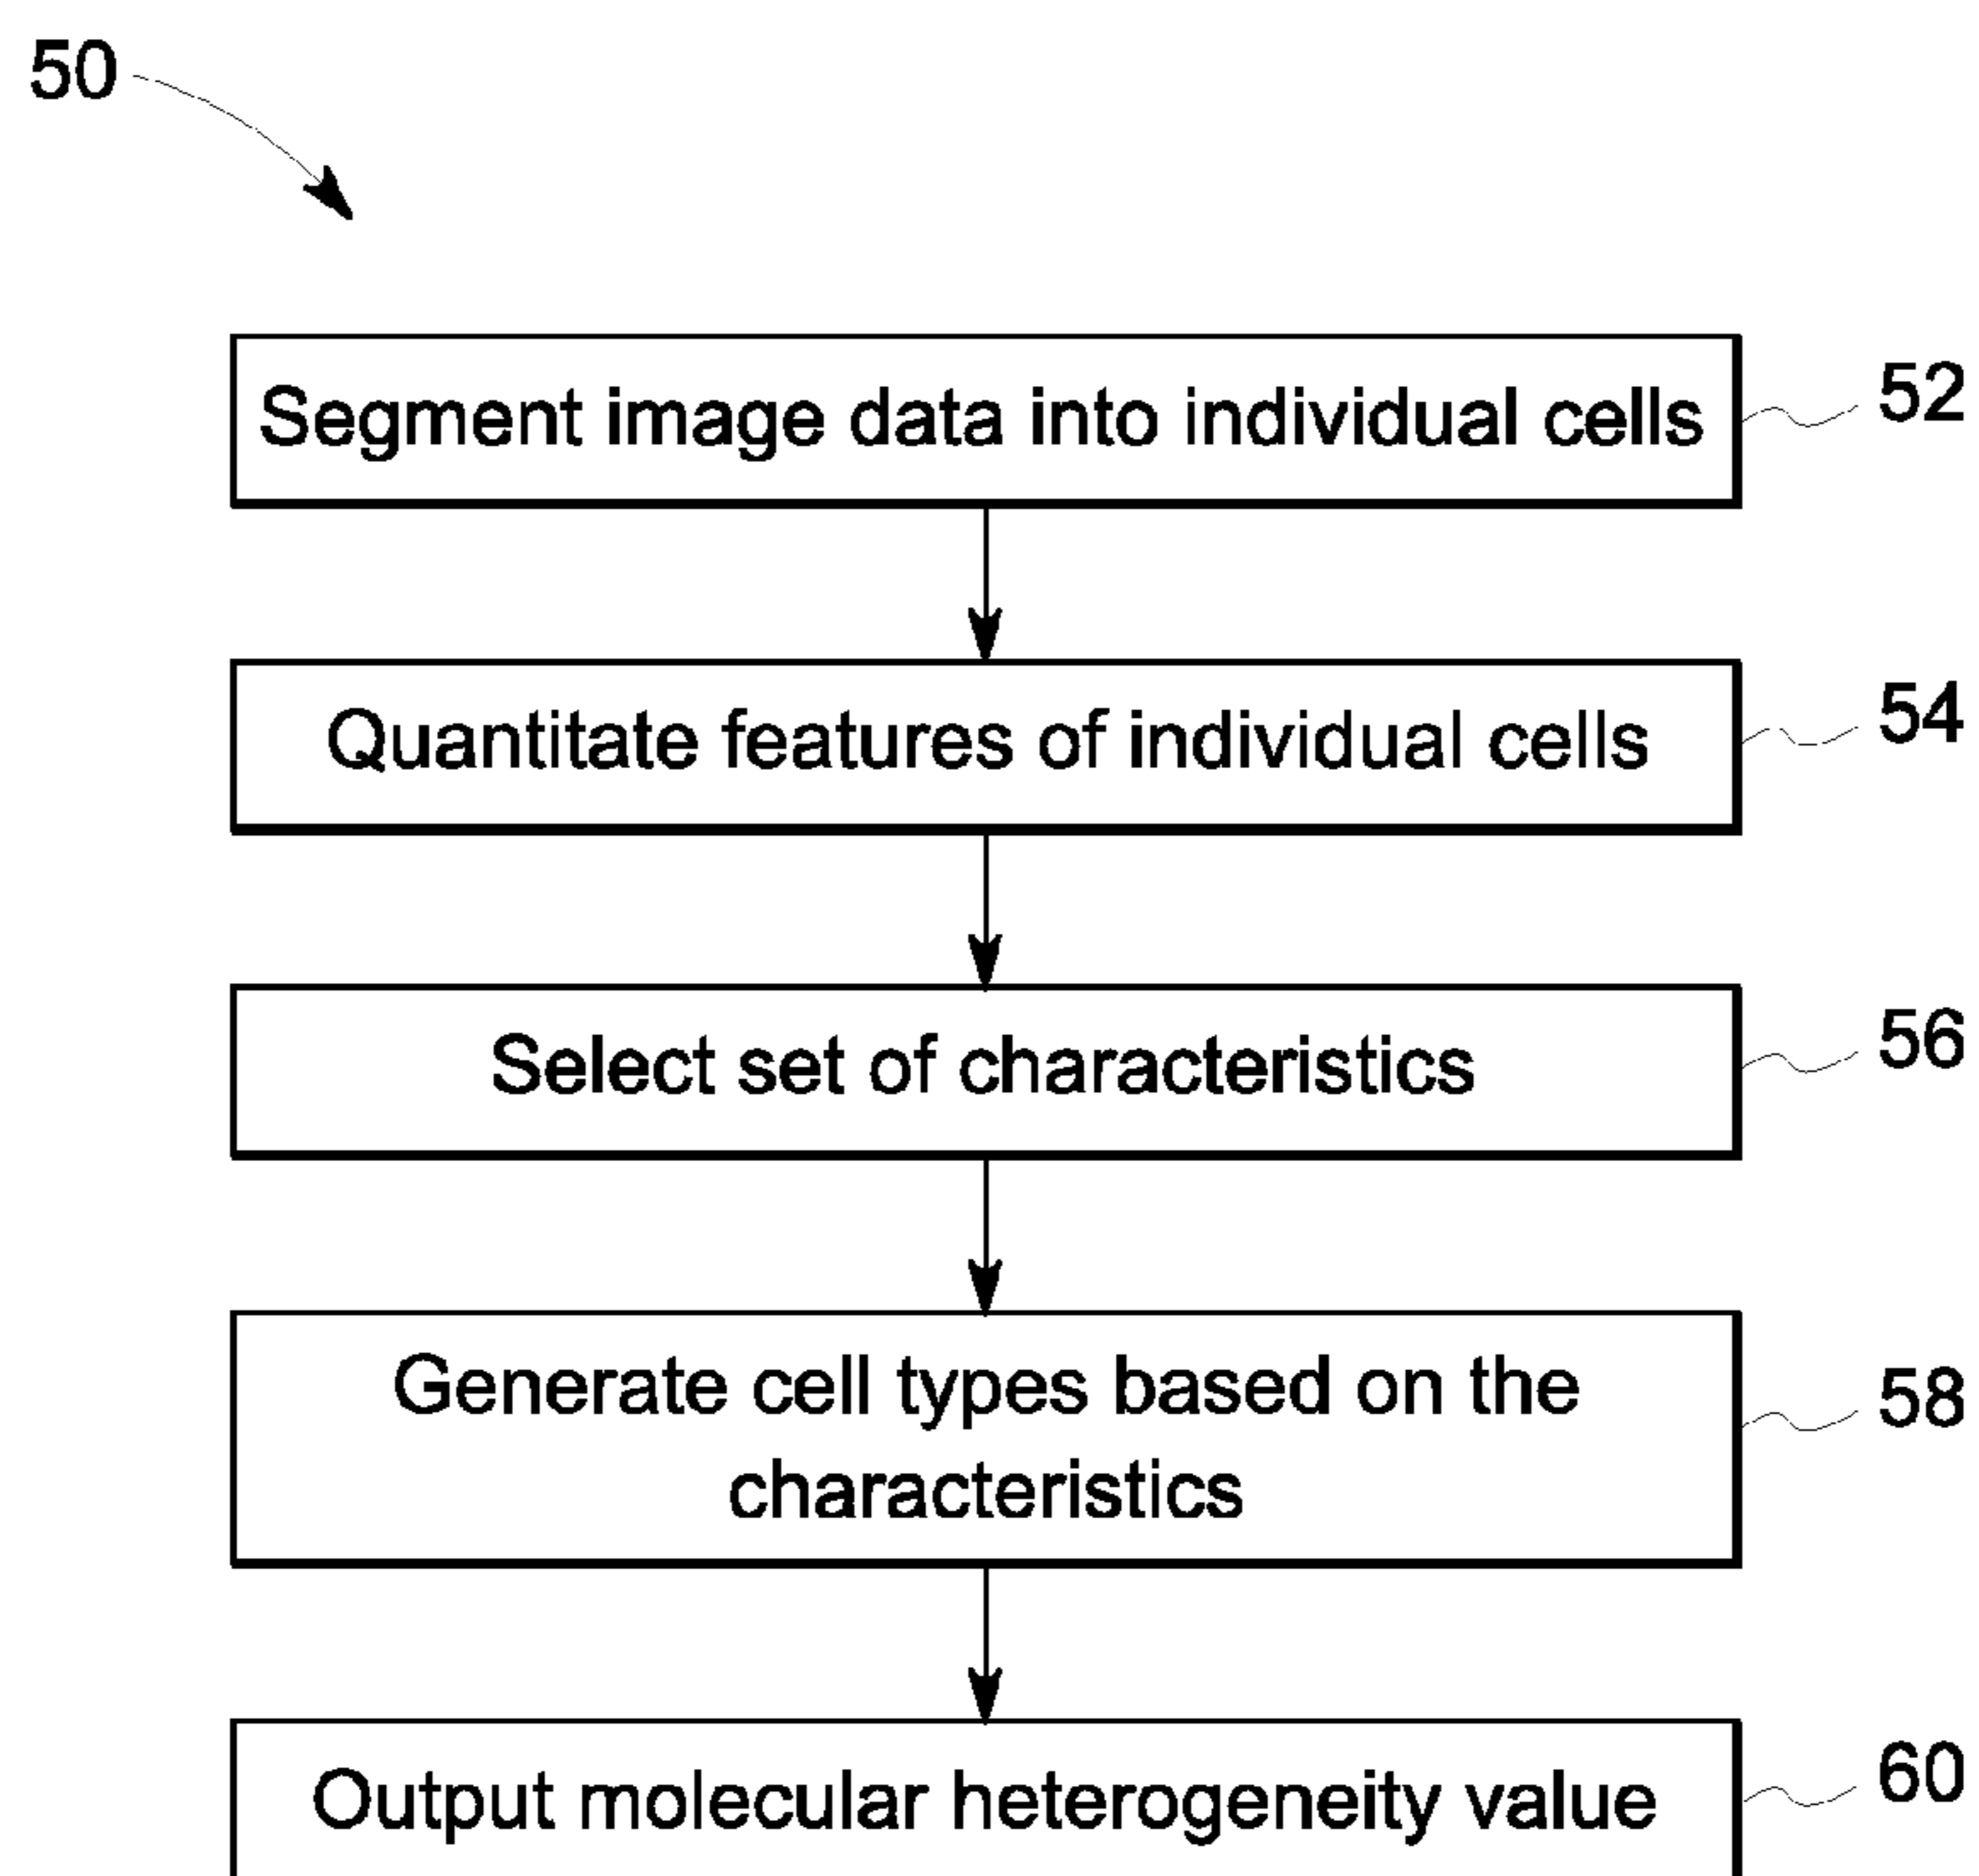 50
Segment image data into individual cells
52
Quantitate features of individual cells
54
Select set of characteristics
56
Generate cell types based on the
characteristics
58
Output molecular heterogeneity value
60